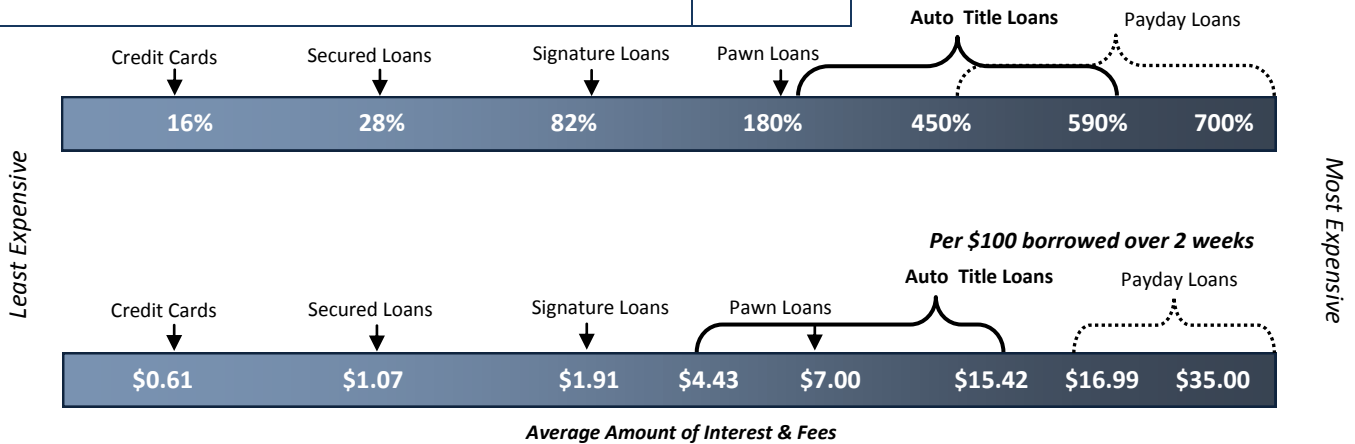 Auto Title Loans Payday Loans
Credit Cards Secured Loans Signature Loans Pawn Loans
16% 28% 82% 180% 450% 590% 700%
Least Expensive
Most Expensive
Per $100 borrowed over 2 weeks
Auto Title Loans Payday Loans
Credit Cards Secured Loans Signature Loans Pawn Loans
$0.61 $1.07 $1.91 $4.43 $7.00 $15.42 $16.99 $35.00
Average Amount of Interest & Fees